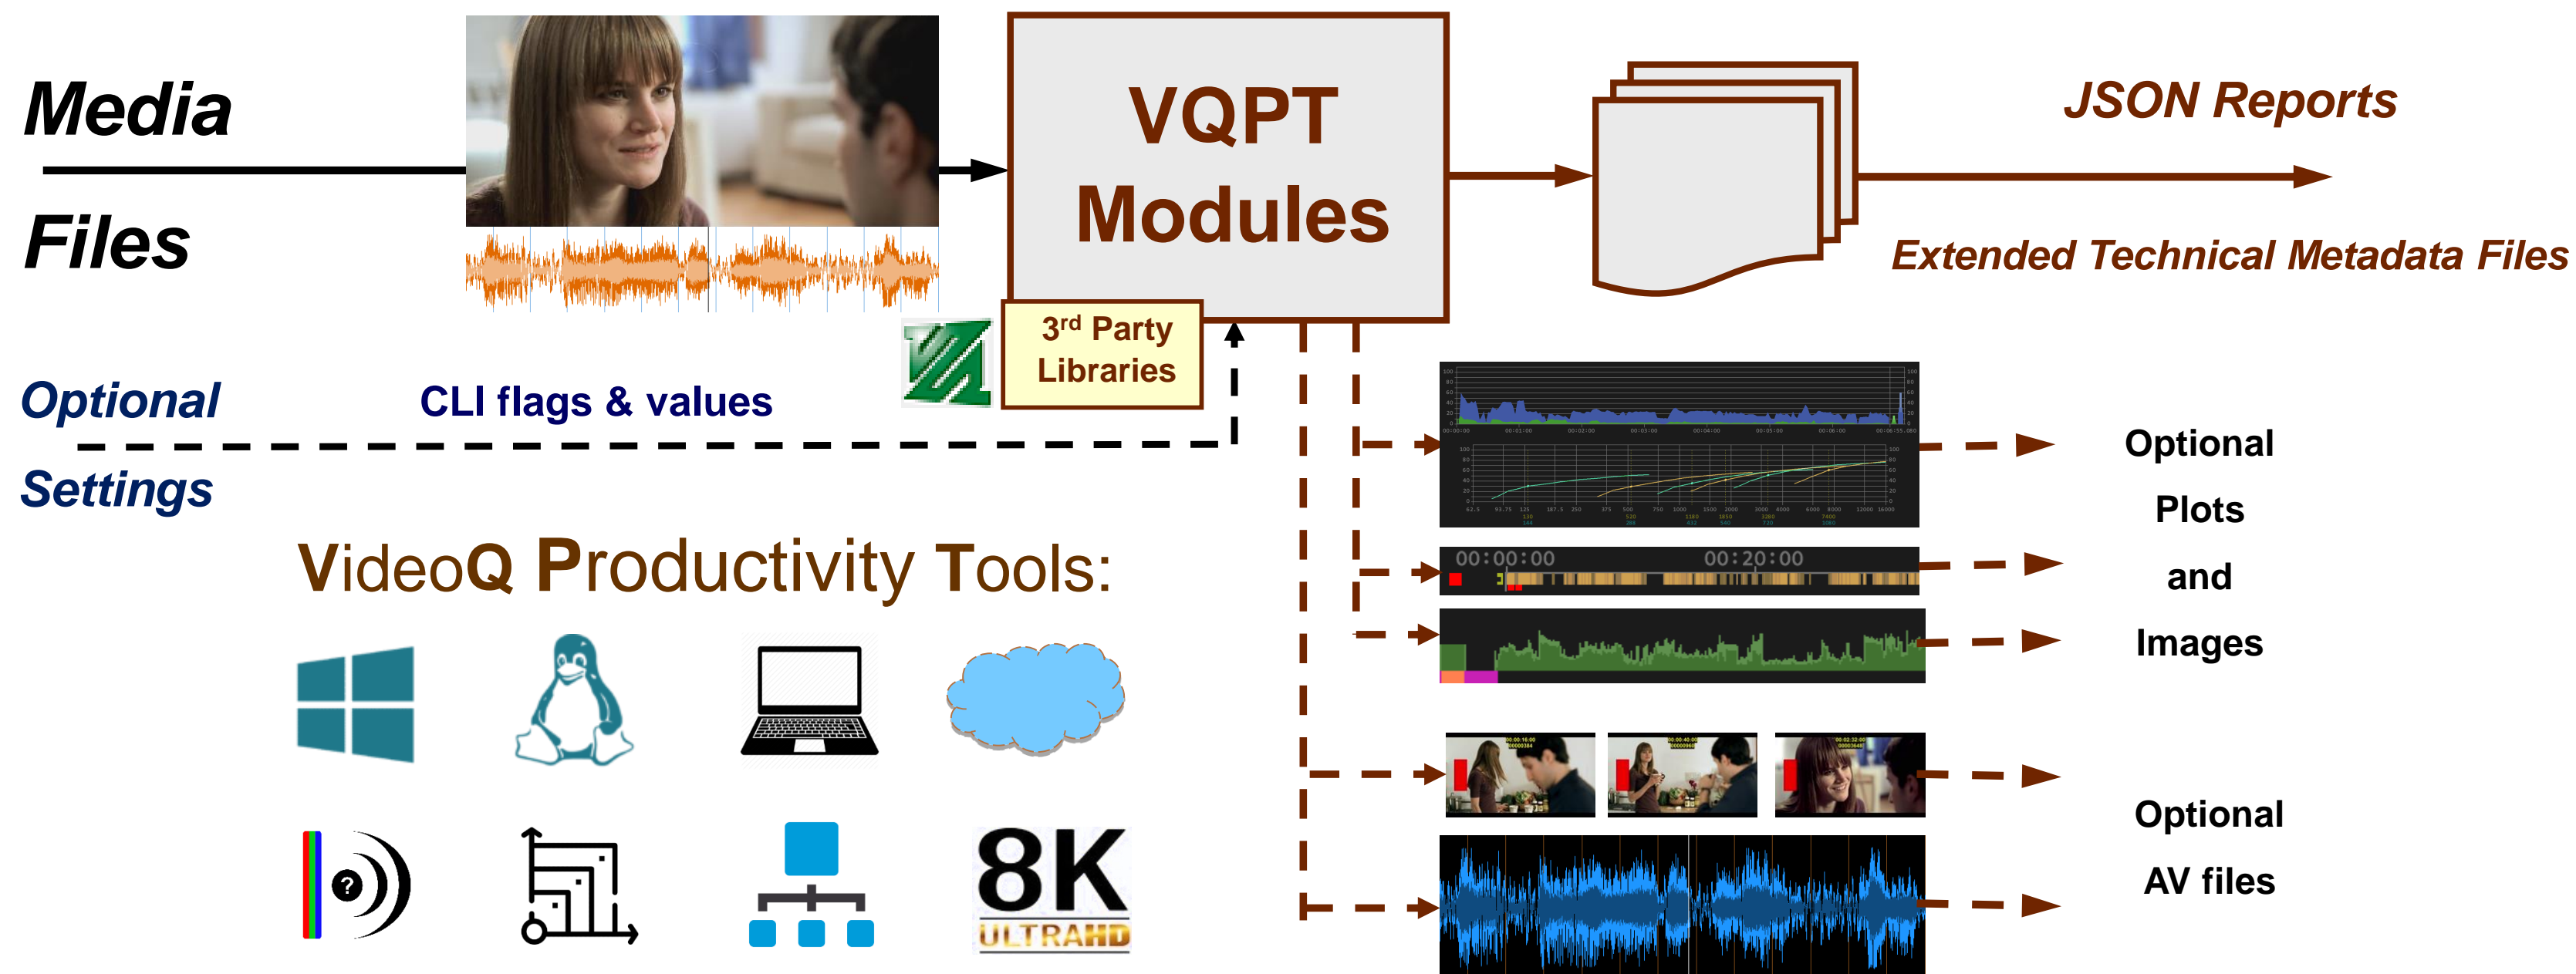 Media
Files
VQPT
Modules
3rd Party
Libraries
JSON Reports
Extended Technical Metadata Files
Optional
Settings
CLI flags & values
VideoQ Productivity Tools:
?
8K
ULTRAHD
00:00:00 00:20:00
Optional
Plots
and
Images
Optional
AV files